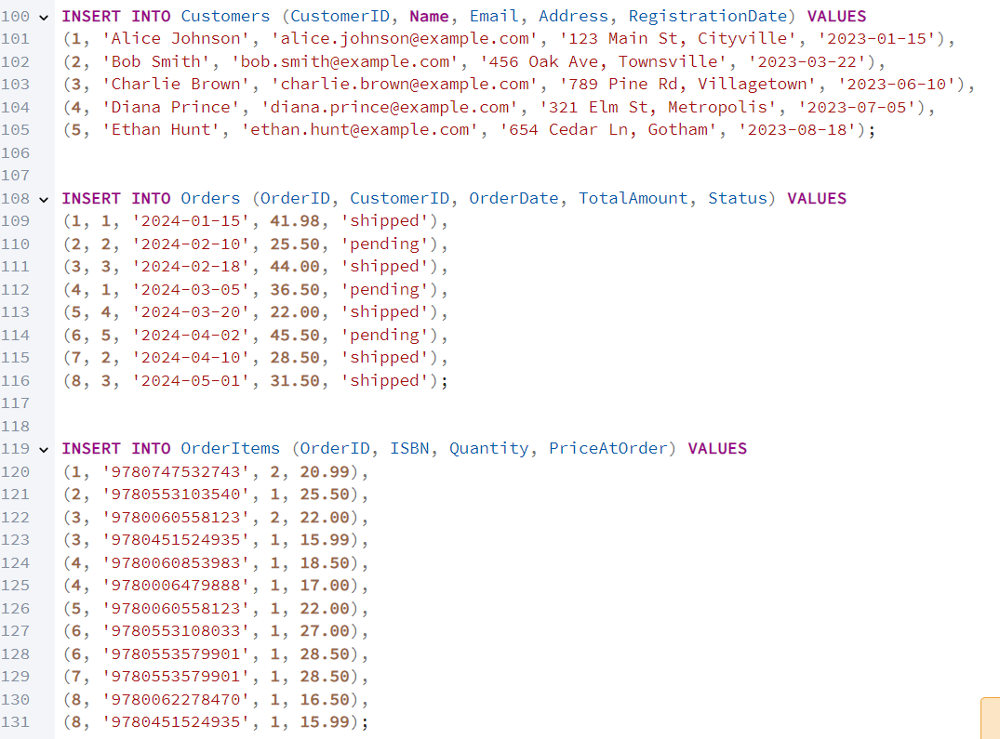 100 INSERT INTO Customers (CustomerID, Name, Email, Address, RegistrationDate) VALUES
101 (1, 'Alice Johnson', 'alice.johnson@example.com', '123 Main St, Cityville', '2023-01-15'),
102 (2, 'Bob Smith', 'bob.smith@example.com', '456 Oak Ave, Townsville', '2023-03-22'),
103 (3, 'Charlie Brown', 'charlie.brown@example.com', '789 Pine Rd, Villagetown', '2023-06-10'),
104 (4, 'Diana Prince', 'diana.prince@example.com', '321 Elm St, Metropolis', '2023-07-05'),
105 (5, 'Ethan Hunt', 'ethan.hunt@example.com', '654 Cedar Ln, Gotham', '2023-08-18');
106
107
108 INSERT INTO Orders (OrderID, CustomerID, OrderDate, TotalAmount, Status) VALUES
109 (1, 1, '2024-01-15', 41.98, 'shipped'),
110 (2, 2, '2024-02-10', 25.50, 'pending'),
111 (3, 3, '2024-02-18', 44.00, 'shipped'),
112 (4, 1, '2024-03-05', 36.50, 'pending'),
113 (5, 4, '2024-03-20', 22.00, 'shipped'),
114 (6, 5, '2024-04-02', 45.50, 'pending'),
115 (7, 2, '2024-04-10', 28.50, 'shipped'),
116 (8, 3, '2024-05-01', 31.50, 'shipped');
117
118
119 INSERT INTO OrderItems (OrderID, ISBN, Quantity, PriceAtOrder) VALUES
120 (1, '9780747532743', 2, 20.99),
121 (2, '9780553103540', 1, 25.50),
122 (3, '9780060558123', 2, 22.00),
123 (3, '9780451524935', 1, 15.99),
124 (4, '9780060853983', 1, 18.50),
125 (4, '9780006479888', 1, 17.00),
126 (5, '9780060558123', 1, 22.00),
127 (6, '9780553108033', 1, 27.00),
128 (6, '9780553579901', 1, 28.50),
129 (7, '9780553579901', 1, 28.50),
130 (8, '9780062278470', 1, 16.50),
131 (8, '9780451524935', 1, 15.99);